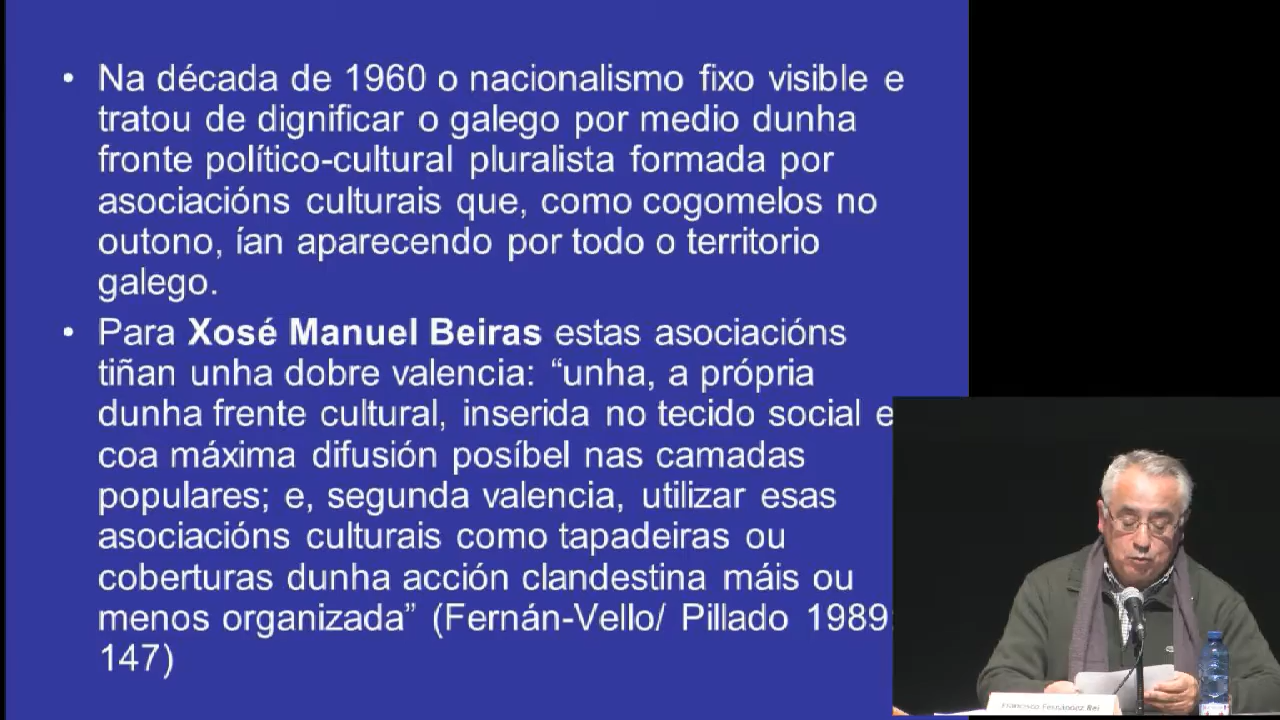 • Na década de 1960 o nacionalismo fixo visible e
tratou de dignificar o galego por medio dunha
fronte político-cultural pluralista formada por
asociacións culturais que, como cogomelos no
outono, ían aparecendo por todo o territorio
galego.
• Para Xosé Manuel Beiras estas asociacións
tiñan unha dobre valencia: “unha, a própria
dunha frente cultural, inserida no tecido social e
coa máxima difusión posíbel nas camadas
populares; e, segunda valencia, utilizar esas
asociacións culturais como tapadeiras ou
coberturas dunha acción clandestina máis ou
menos organizada” (Fernán-Vello/ Pillado 1989:
147)
Francisco Fernández Rei